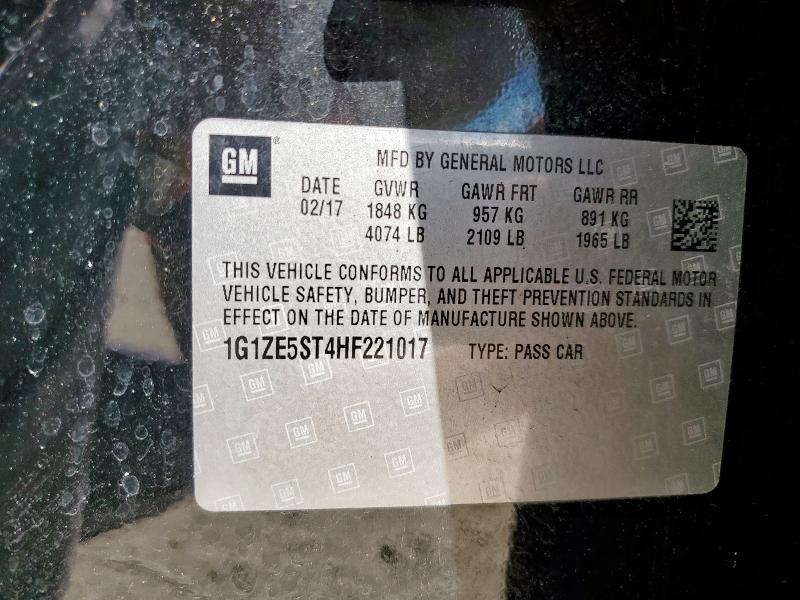 GM
MFD BY GENERAL MOTORS LLC
DATE GVWR GAWR FRT GAWR RR
02/17 1848 KG 957 KG 891 KG
4074 LB 2109 LB 1965 LB
THIS VEHICLE CONFORMS TO ALL APPLICABLE U.S. FEDERAL MOTOR
VEHICLE SAFETY, BUMPER, AND THEFT PREVENTION STANDARDS IN
EFFECT ON THE DATE OF MANUFACTURE SHOWN ABOVE.
1G1ZE5ST4HF221017 TYPE: PASS CAR